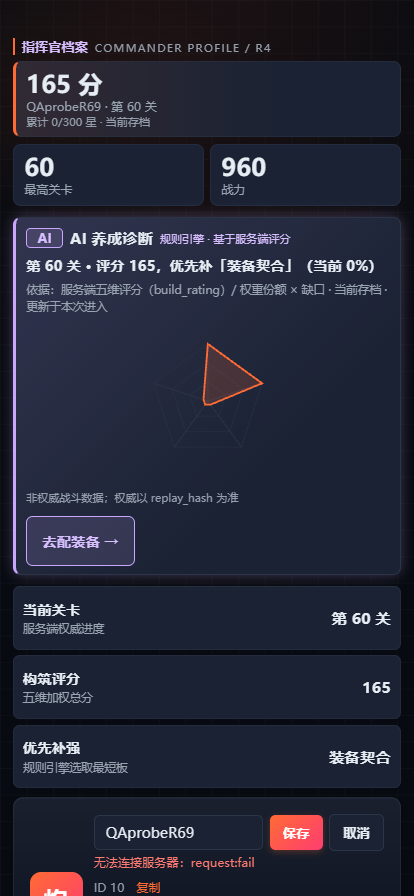 指挥官档案 COMMANDER PROFILE / R4
165 分
QAprobeR69 · 第 60 关
累计 0/300 星 · 当前存档
60
最高关卡
960
战力
AI AI 养成诊断 规则引擎 · 基于服务端评分
第 60 关 · 评分 165，优先补「装备契合」（当前 0%）
依据：服务端五维评分（build_rating）/ 权重份额 × 缺口 · 当前存档 ·
更新于本次进入
非权威战斗数据；权威以 replay_hash 为准
去配装备 →
当前关卡
服务端权威进度
第 60 关
构筑评分
五维加权总分
165
优先补强
规则引擎选取最短板
装备契合
QAprobeR69 保存 取消
无法连接服务器：request:fail
ID 10 复制